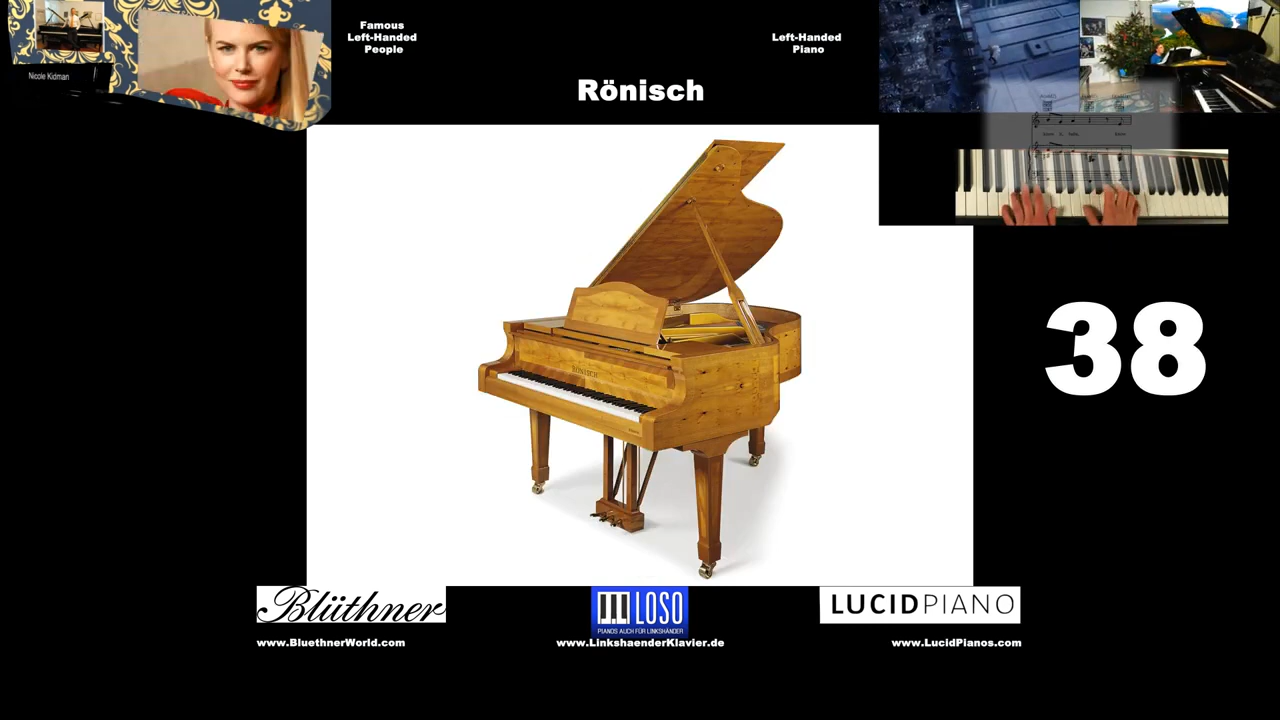 Nicole Kidman
Famous
Left-Handed
People
Left-Handed
Piano
Rönisch
RÖNISCH
38
Blüthner
LOSO
PIANOS AUCH FÜR LINKSHÄNDER
LUCIDPIANO
www.BluethnerWorld.com
www.LinkshaenderKlavier.de
www.LucidPianos.com